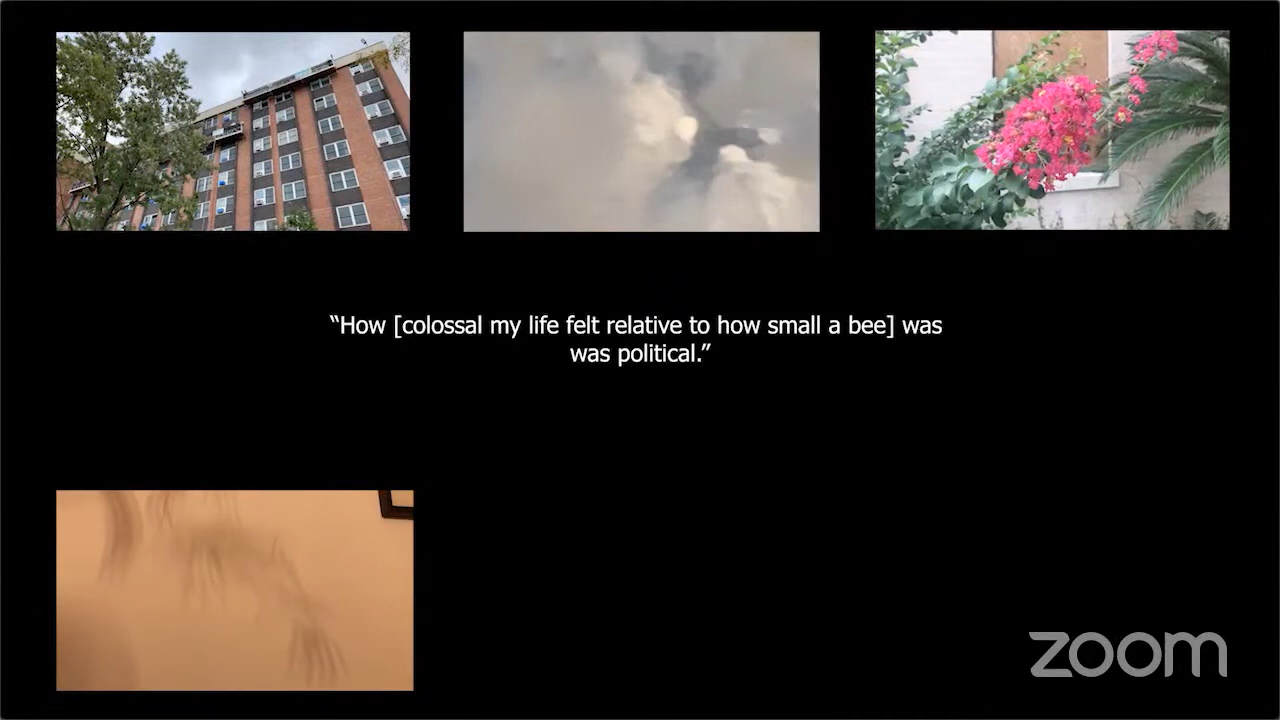 “How [colossal my life felt relative to how small a bee] was
was political.”
zoom